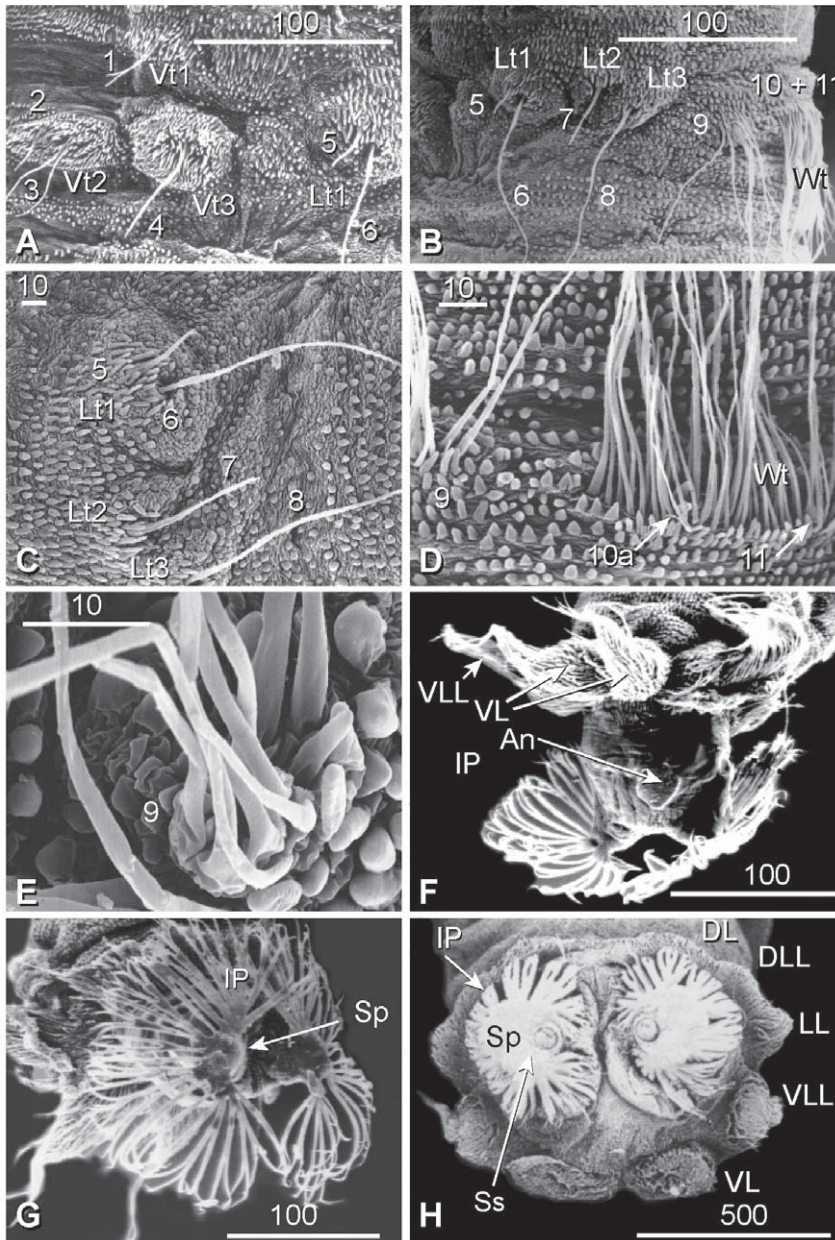 100
1
Vt1
2
3
Vt2
Vt3
4
5
Lt1
6
A
100
Lt1
Lt2
Lt3
10 + 11
5
7
9
6
8
Wt
B
10
5
Lt1
6
7
Lt2
8
Lt3
C
10
9
Wt
10a
11
D
10
9
E
VLL
VL
An
IP
100
F
IP
Sp
100
G
IP
DL
DLL
LL
Sp
VLL
Ss
VL
500
H